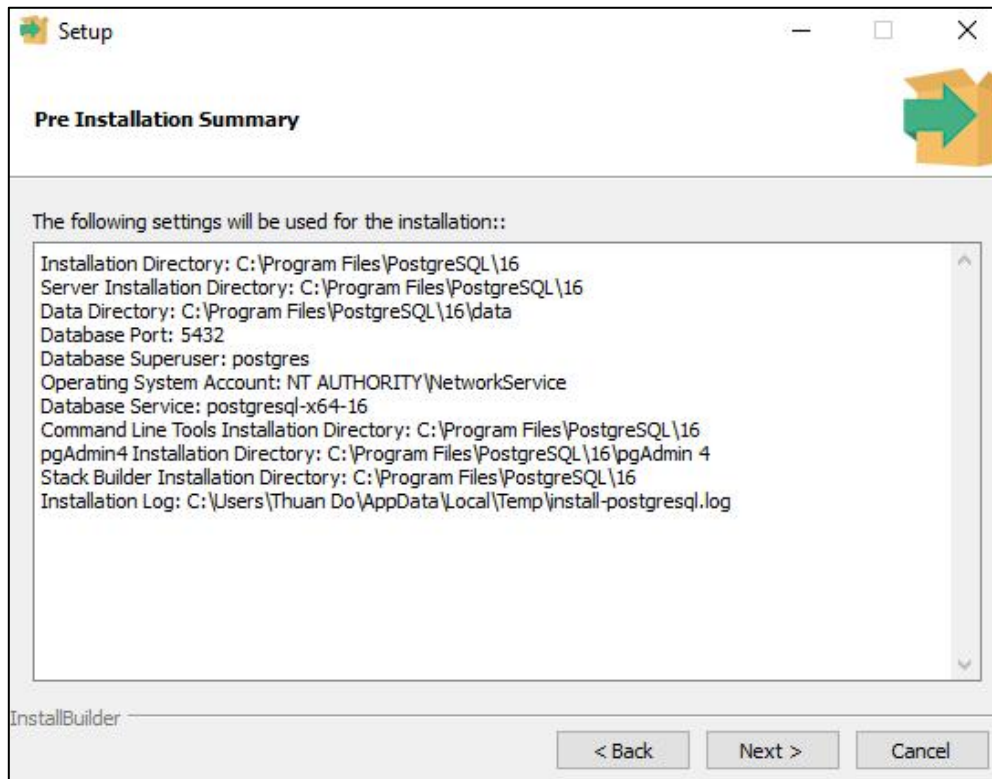 Setup
Pre Installation Summary
The following settings will be used for the installation::
Installation Directory: C:\Program Files\PostgreSQL\16
Server Installation Directory: C:\Program Files\PostgreSQL\16
Data Directory: C:\Program Files\PostgreSQL\16\data
Database Port: 5432
Database Superuser: postgres
Operating System Account: NT AUTHORITY\NetworkService
Database Service: postgresql-x64-16
Command Line Tools Installation Directory: C:\Program Files\PostgreSQL\16
pgAdmin4 Installation Directory: C:\Program Files\PostgreSQL\16\pgAdmin 4
Stack Builder Installation Directory: C:\Program Files\PostgreSQL\16
Installation Log: C:\Users\Thuan Do\AppData\Local\Temp\install-postgresql.log
InstallBuilder
< Back Next > Cancel